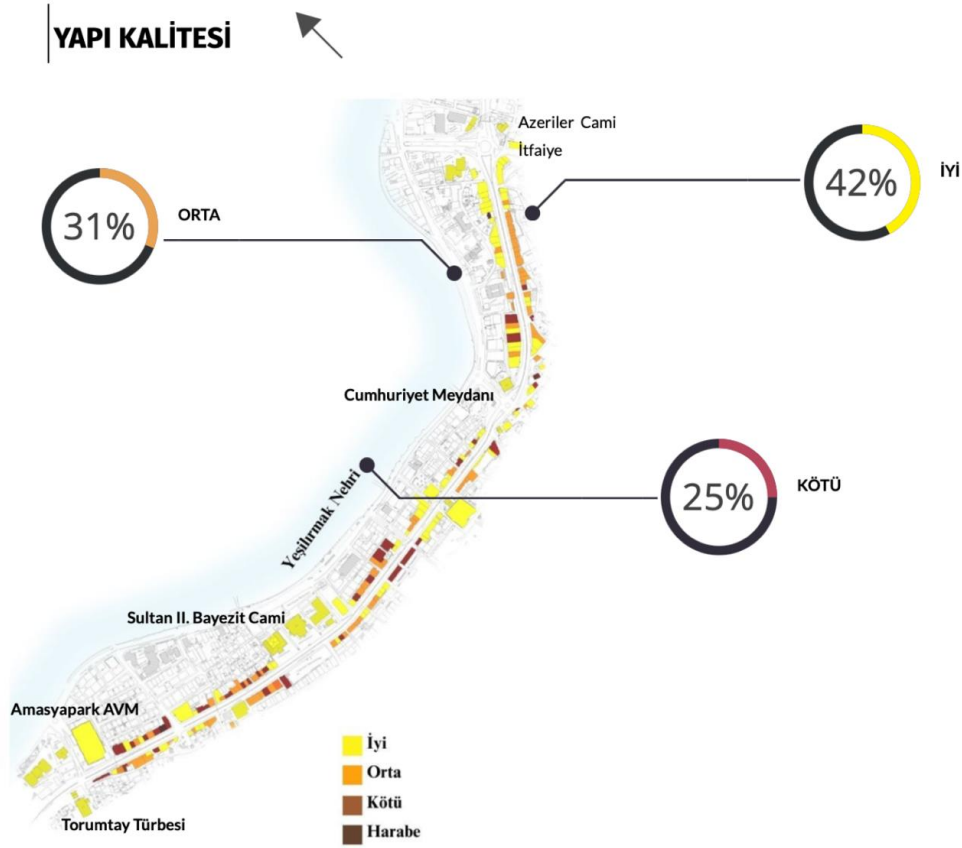 YAPI KALİTESİ
Azeriler Cami
İtfaiye
42%
İYİ
31%
ORTA
Cumhuriyet Meydanı
Yeşilırmak Nehri
25%
KÖTÜ
Sultan II. Bayezit Cami
Amasyapark AVM
Torumtay Türbesi
İyi
Orta
Kötü
Harabe